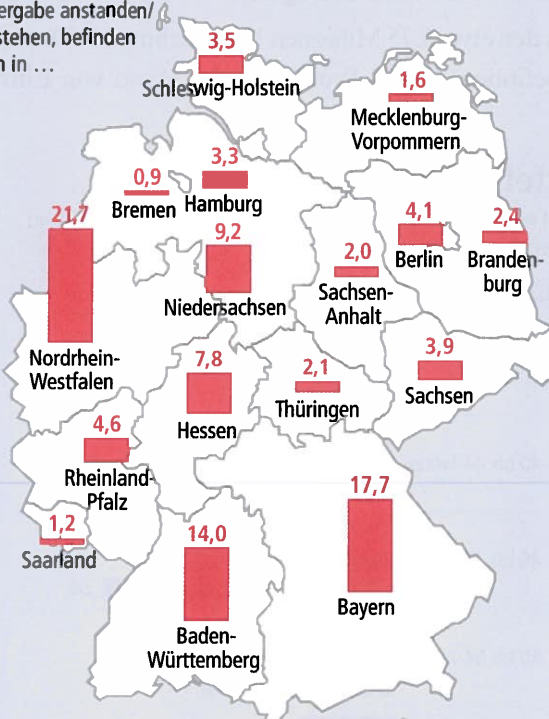 ergabe anstanden/
stehen, befinden
n in …
3,5
Schleswig-Holstein
1,6
Mecklenburg-
Vorpommern
3,3
Hamburg
0,9
Bremen
21,7
Nordrhein-
Westfalen
9,2
Niedersachsen
4,1
Berlin
2,4
Branden-
burg
2,0
Sachsen-
Anhalt
3,9
Sachsen
7,8
Hessen
2,1
Thüringen
4,6
Rheinland-
Pfalz
1,2
Saarland
14,0
Baden-
Württemberg
17,7
Bayern